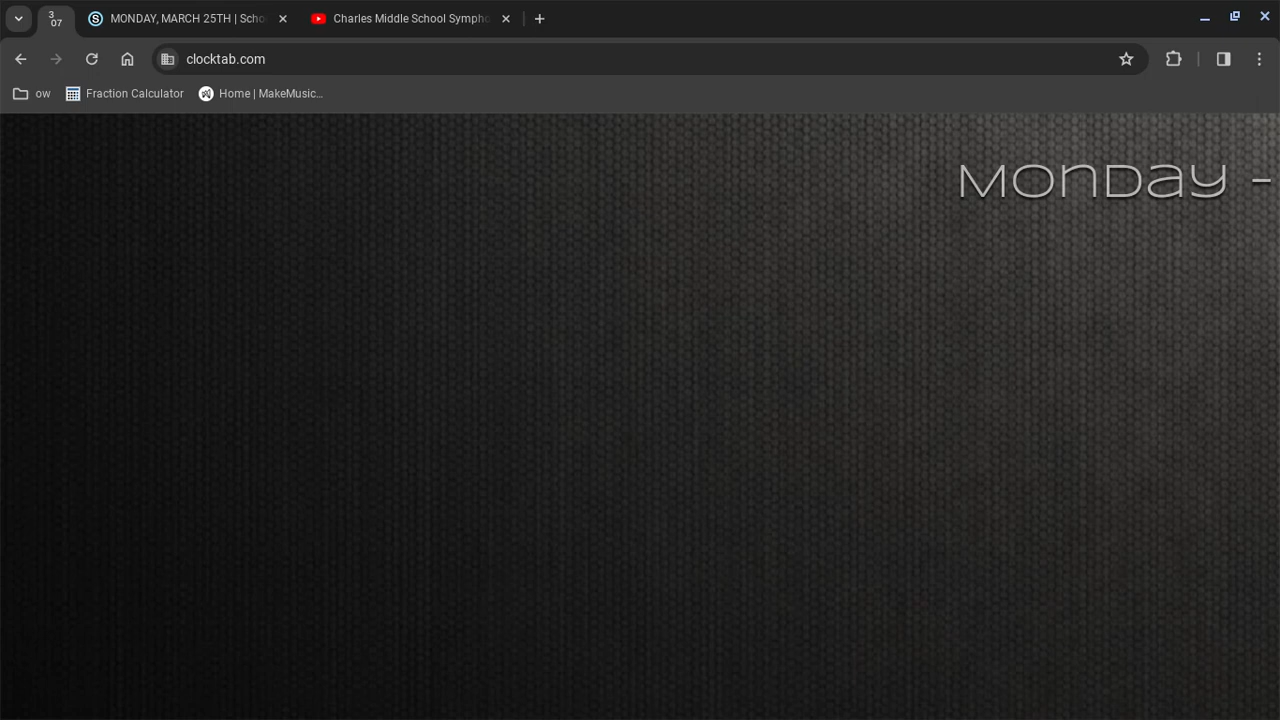 3
07
MONDAY, MARCH 25TH | Scho
Charles Middle School Sympho
clocktab.com
ow
Fraction Calculator
Home | MakeMusic...
Monday -